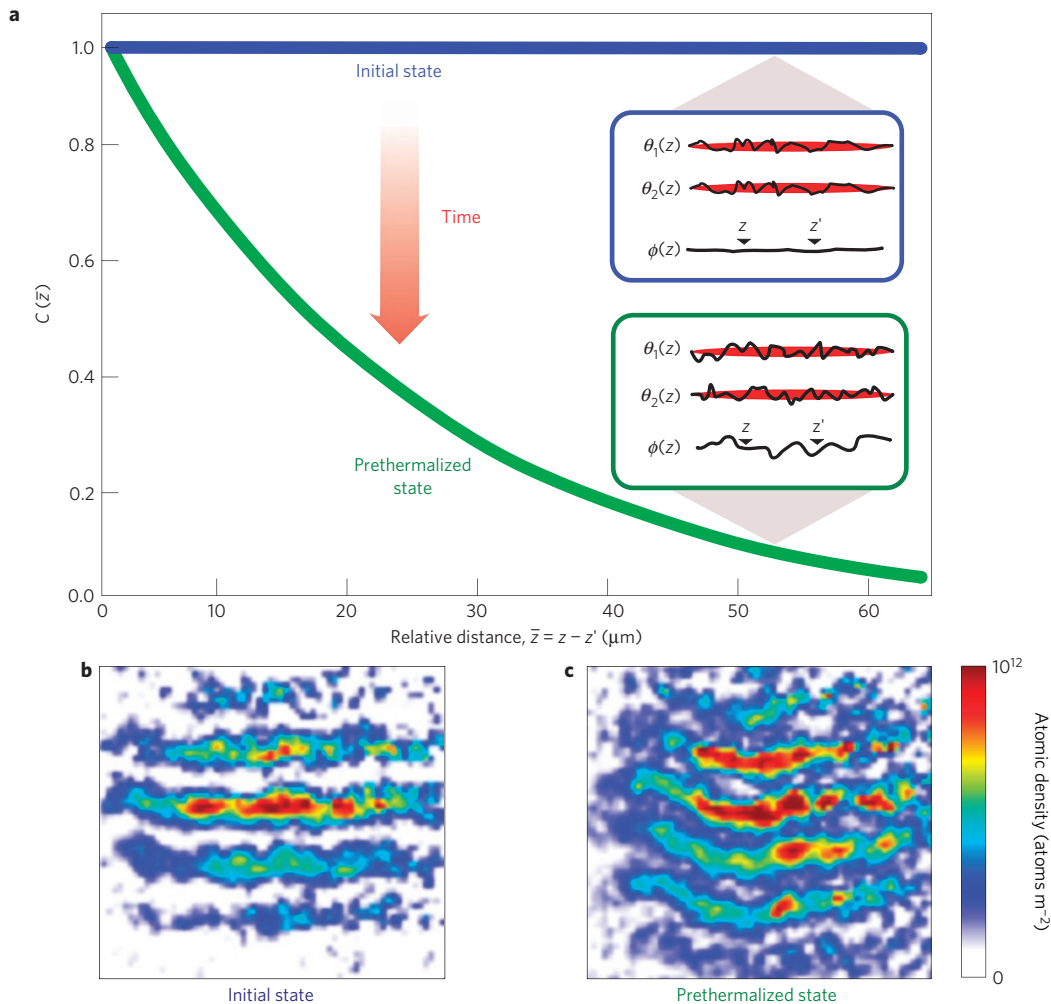 a
1.0
0.8
0.6
0.4
0.2
0.0
C (z̄)
Initial state
Time
Prethermalized
state
θ₁(z)
θ₂(z)
z z'
ϕ(z)
θ₁(z)
θ₂(z)
z z'
ϕ(z)
0 10 20 30 40 50 60
Relative distance, z̄ = z − z' (μm)
b
Initial state
c
Prethermalized state
10¹²
0
Atomic density (atoms m⁻²)